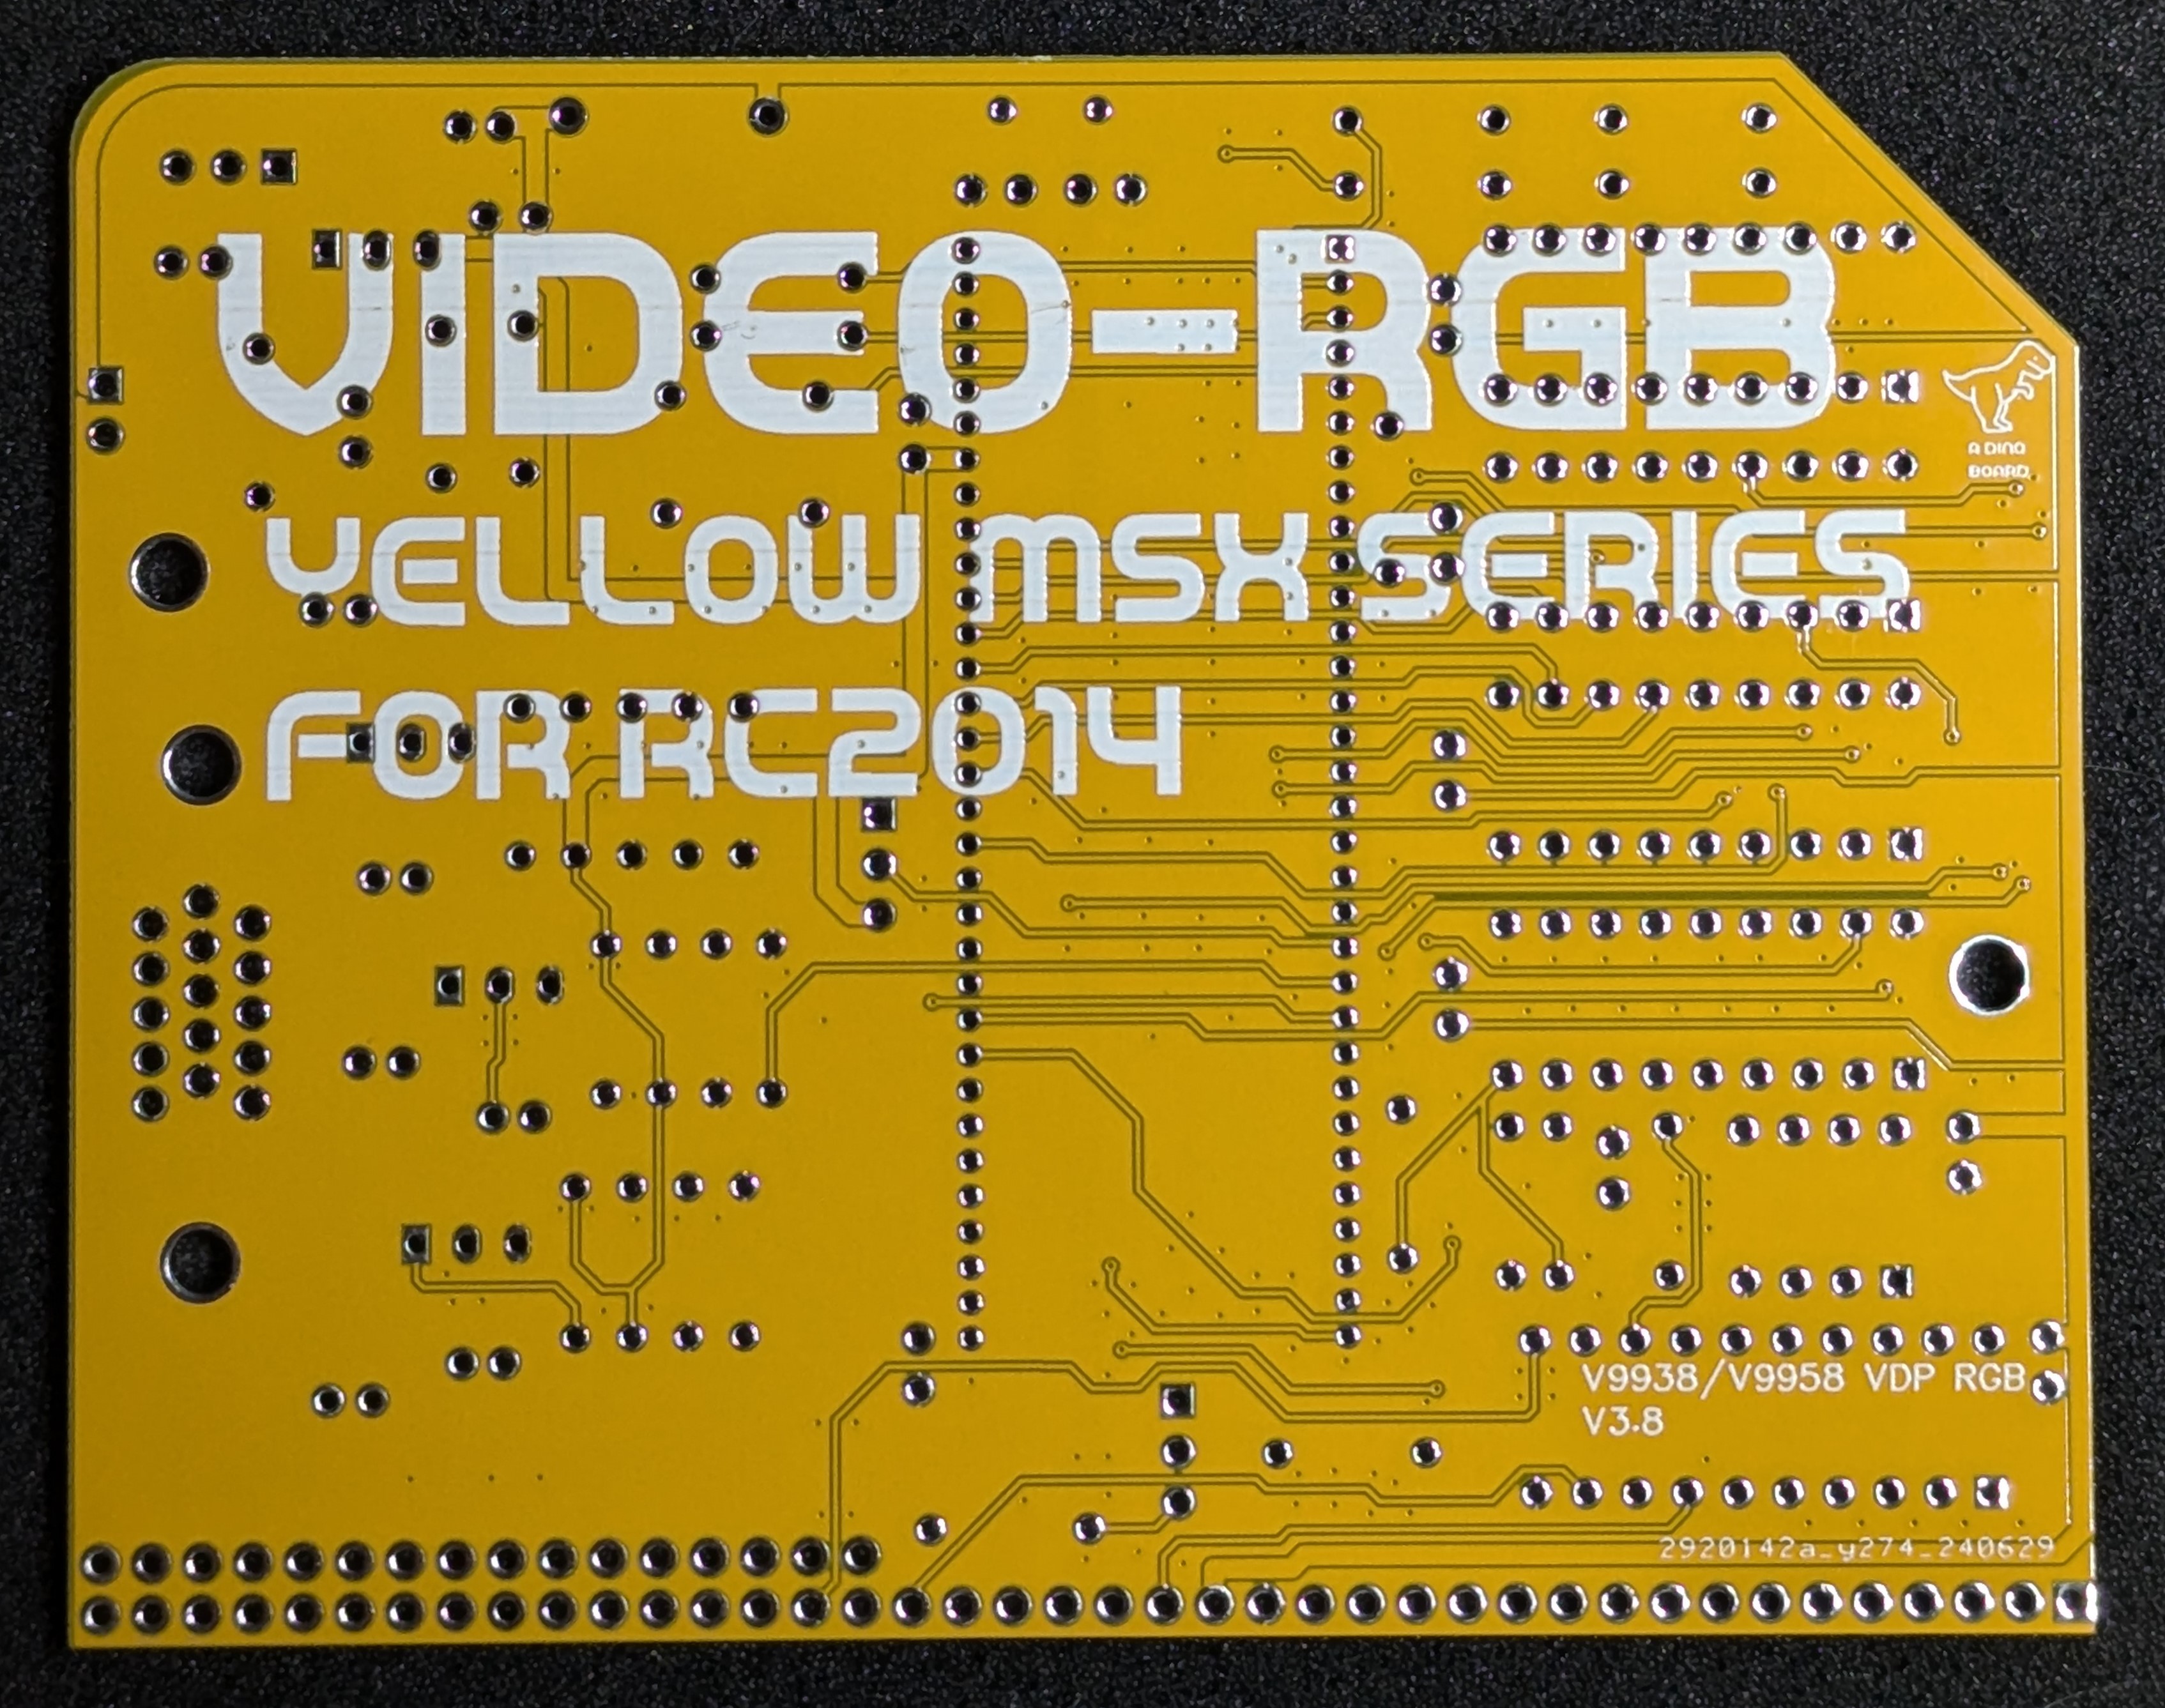 VIDEO-RGB
A DINO
BOARD
YELLOW MSX SERIES
FOR RC2014
V9938/V9958 VDP RGB
V3.8
2920142a_y274_240629